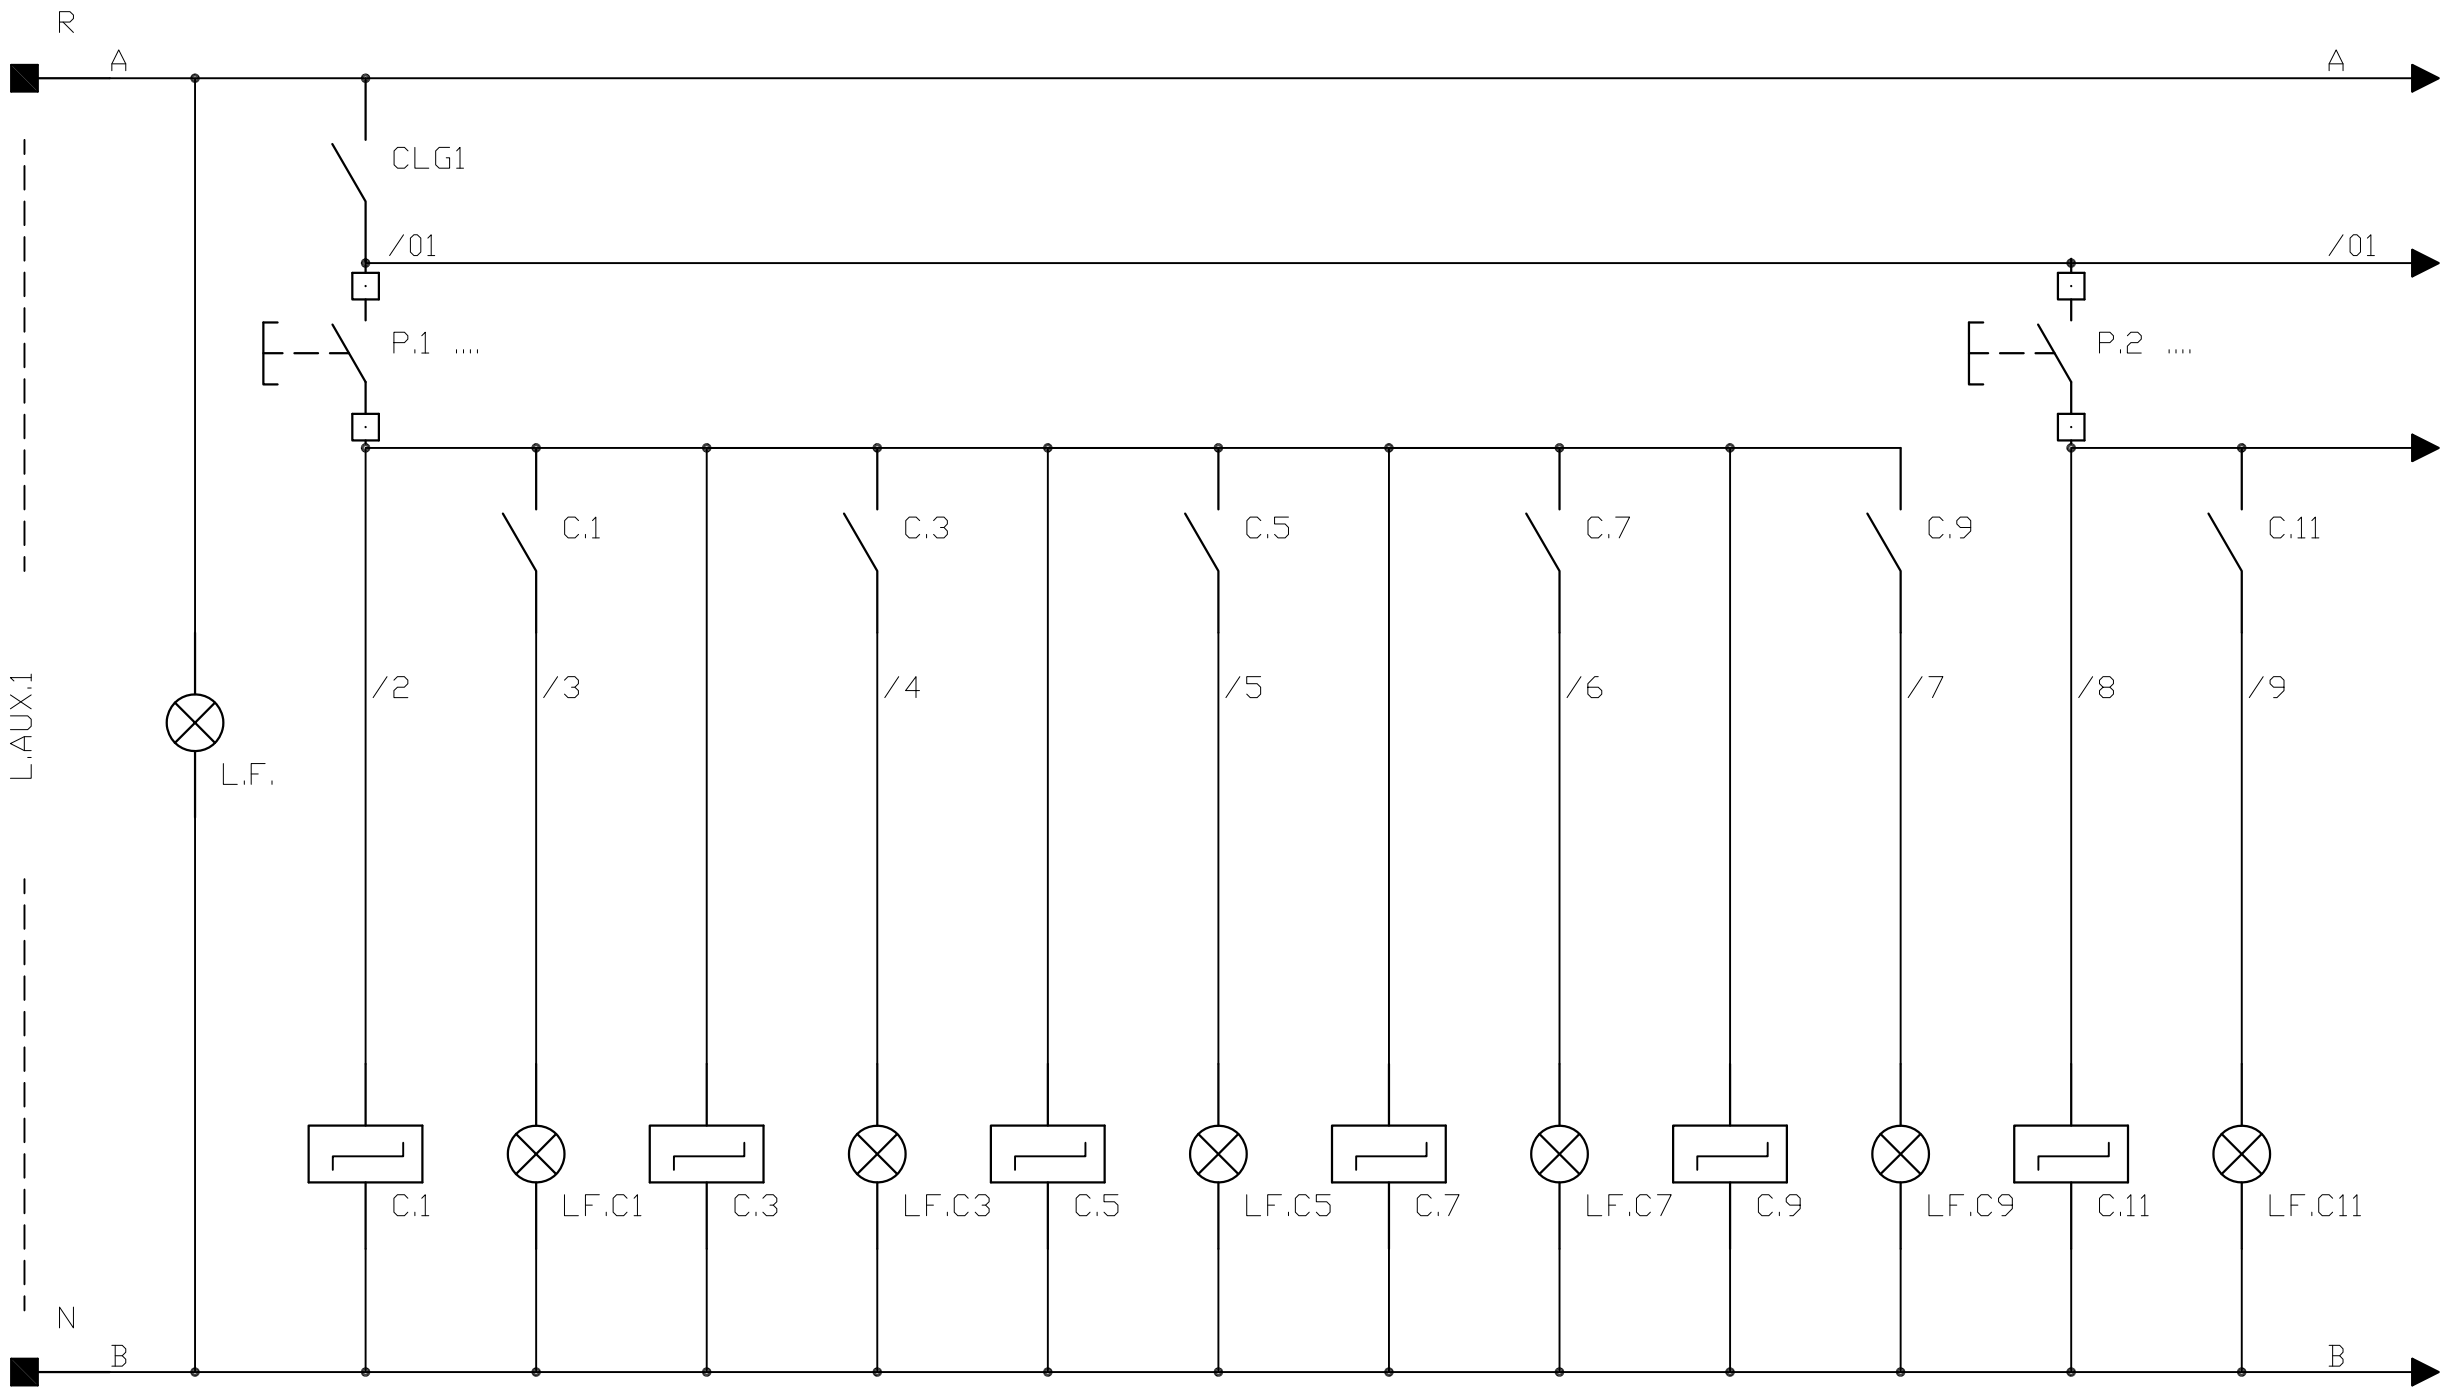 R
A A
CLG1
/01 /01
P.1 .... P.2 ....
C.1 C.3 C.5 C.7 C.9 C.11
/2 /3 /4 /5 /6 /7 /8 /9
L.AUX.1
L.F.
C.1 LF.C1 C.3 LF.C3 C.5 LF.C5 C.7 LF.C7 C.9 LF.C9 C.11 LF.C11
N
B B